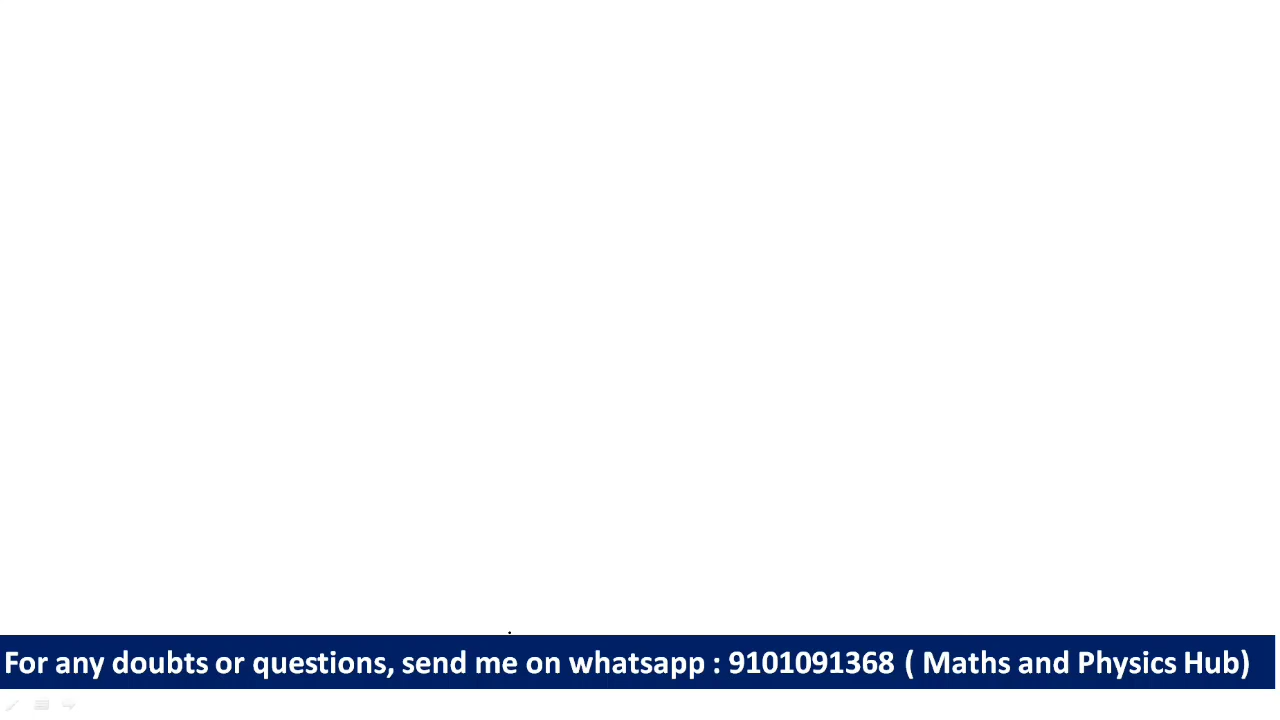 For any doubts or questions, send me on whatsapp : 9101091368 ( Maths and Physics Hub)